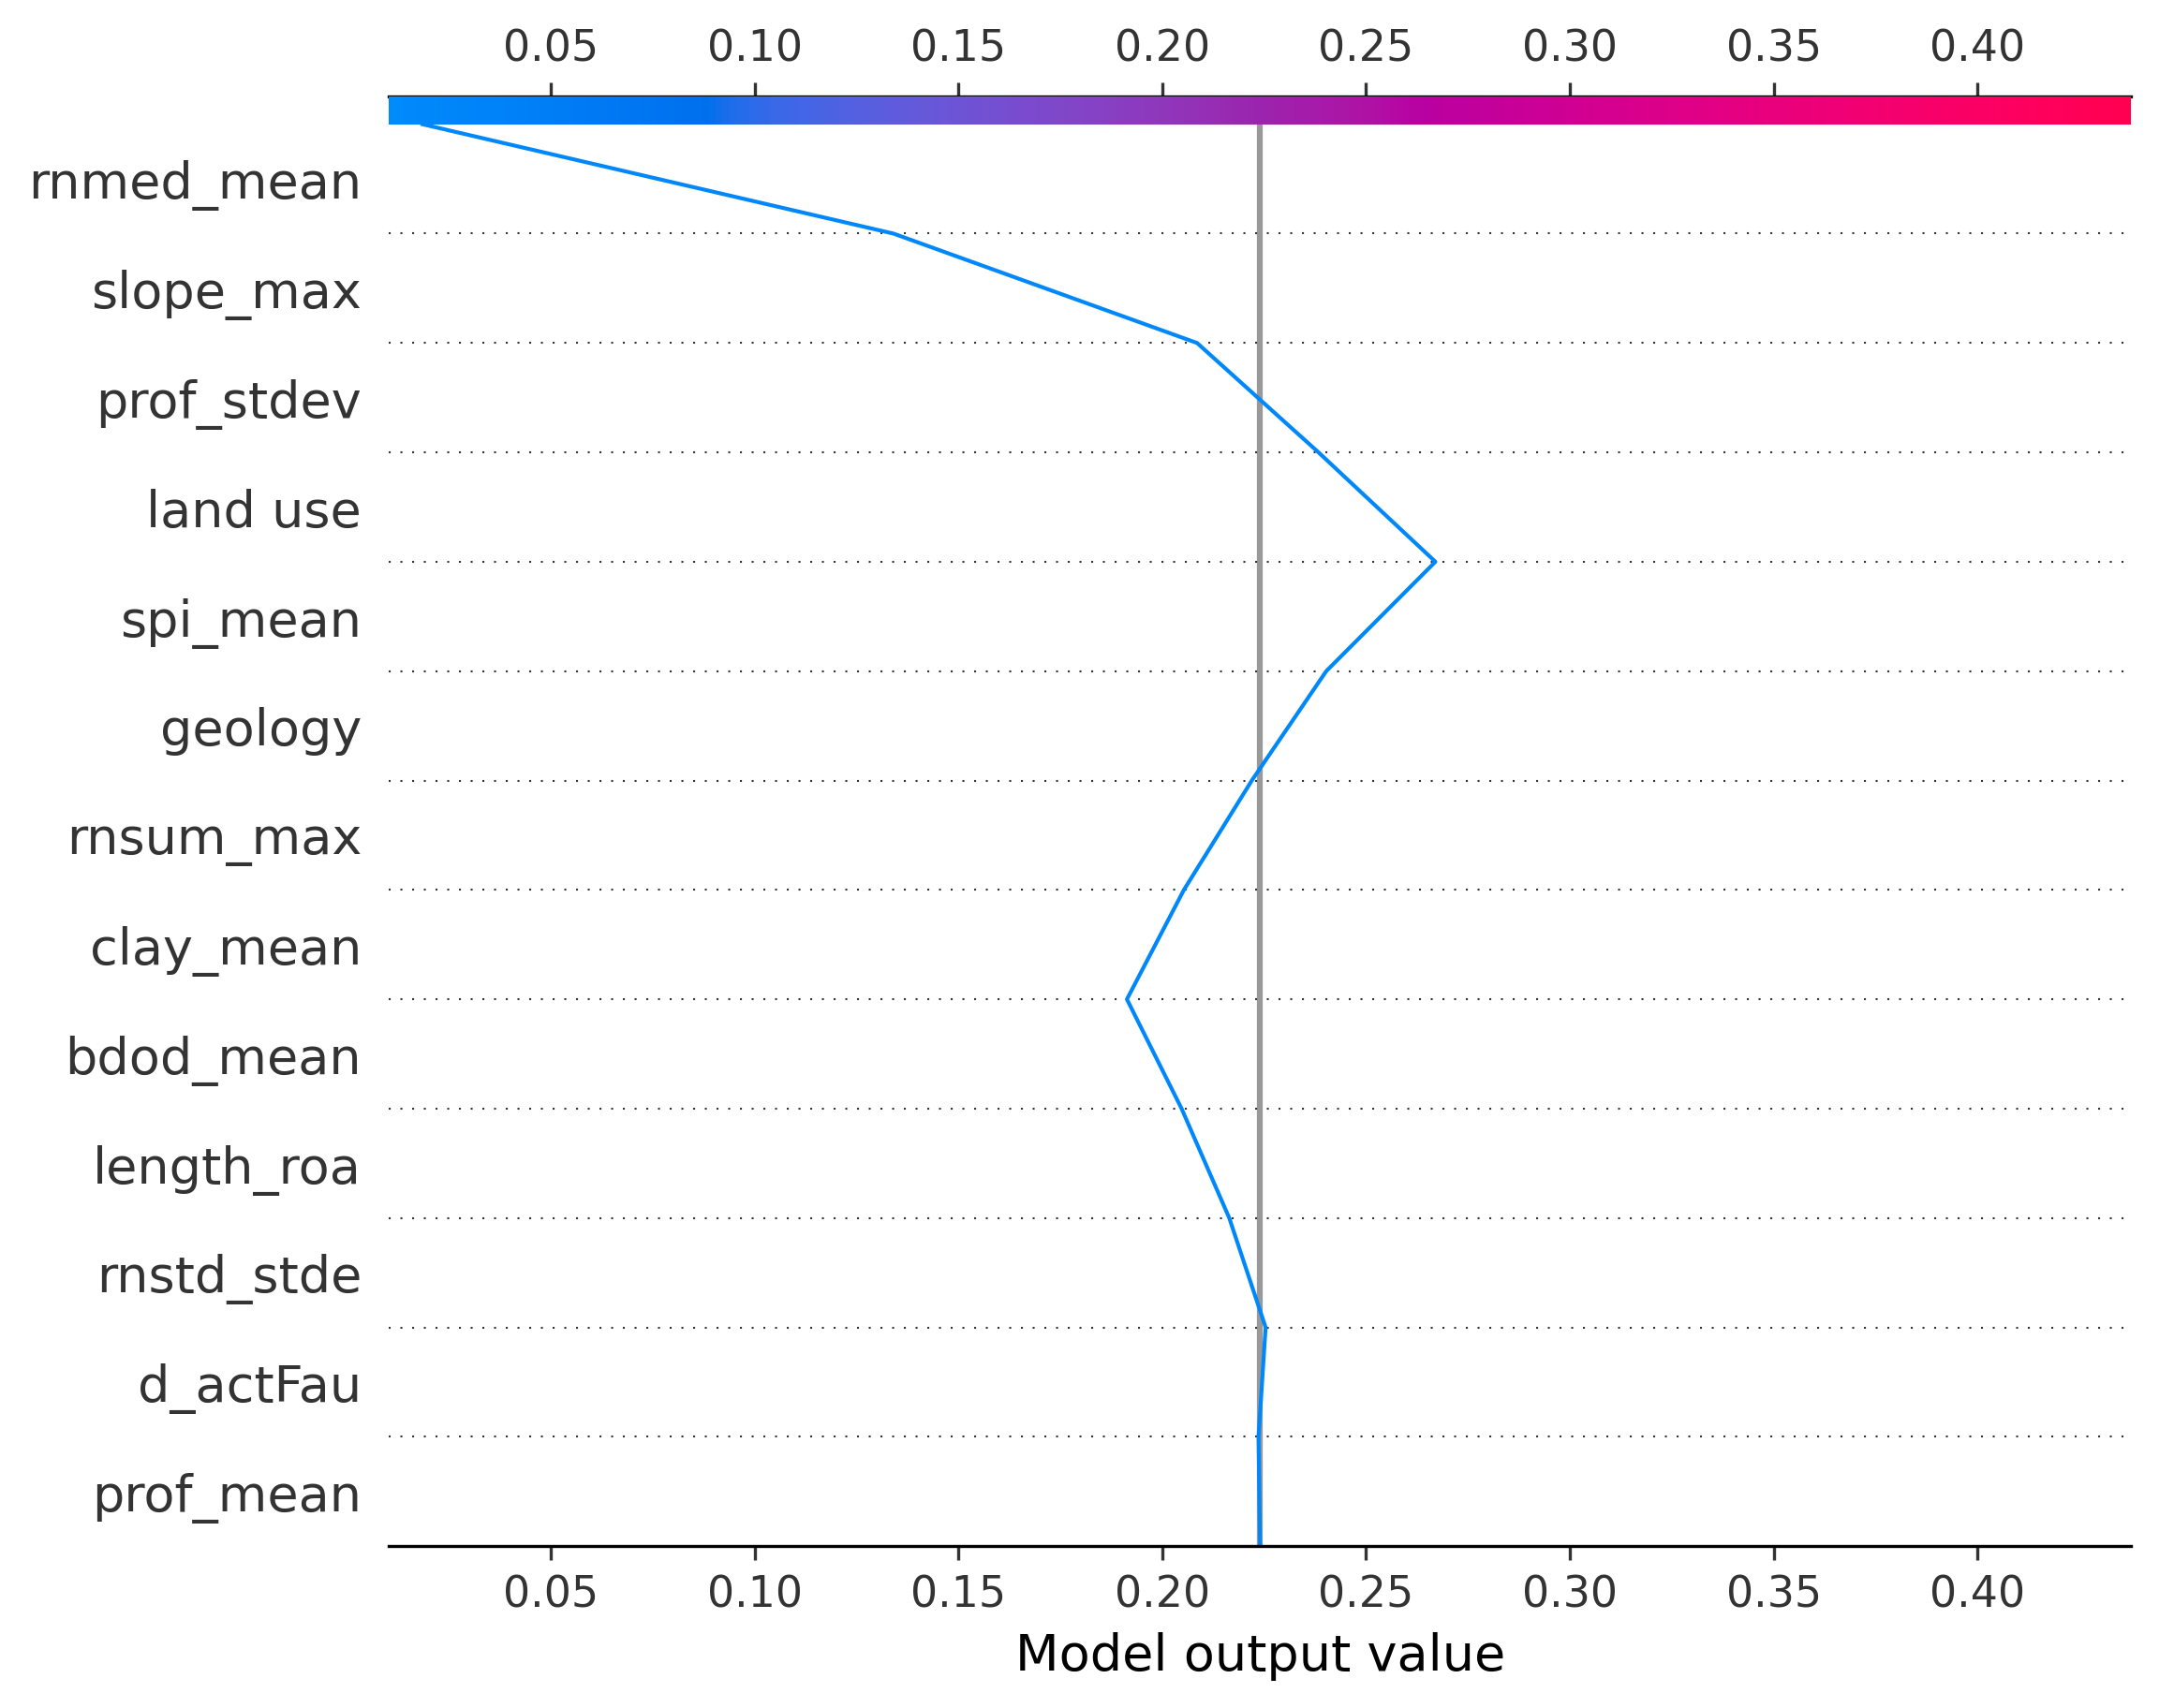 0.05 0.10 0.15 0.20 0.25 0.30 0.35 0.40
rnmed_mean
slope_max
prof_stdev
land use
spi_mean
geology
rnsum_max
clay_mean
bdod_mean
length_roa
rnstd_stde
d_actFau
prof_mean
0.05 0.10 0.15 0.20 0.25 0.30 0.35 0.40
Model output value